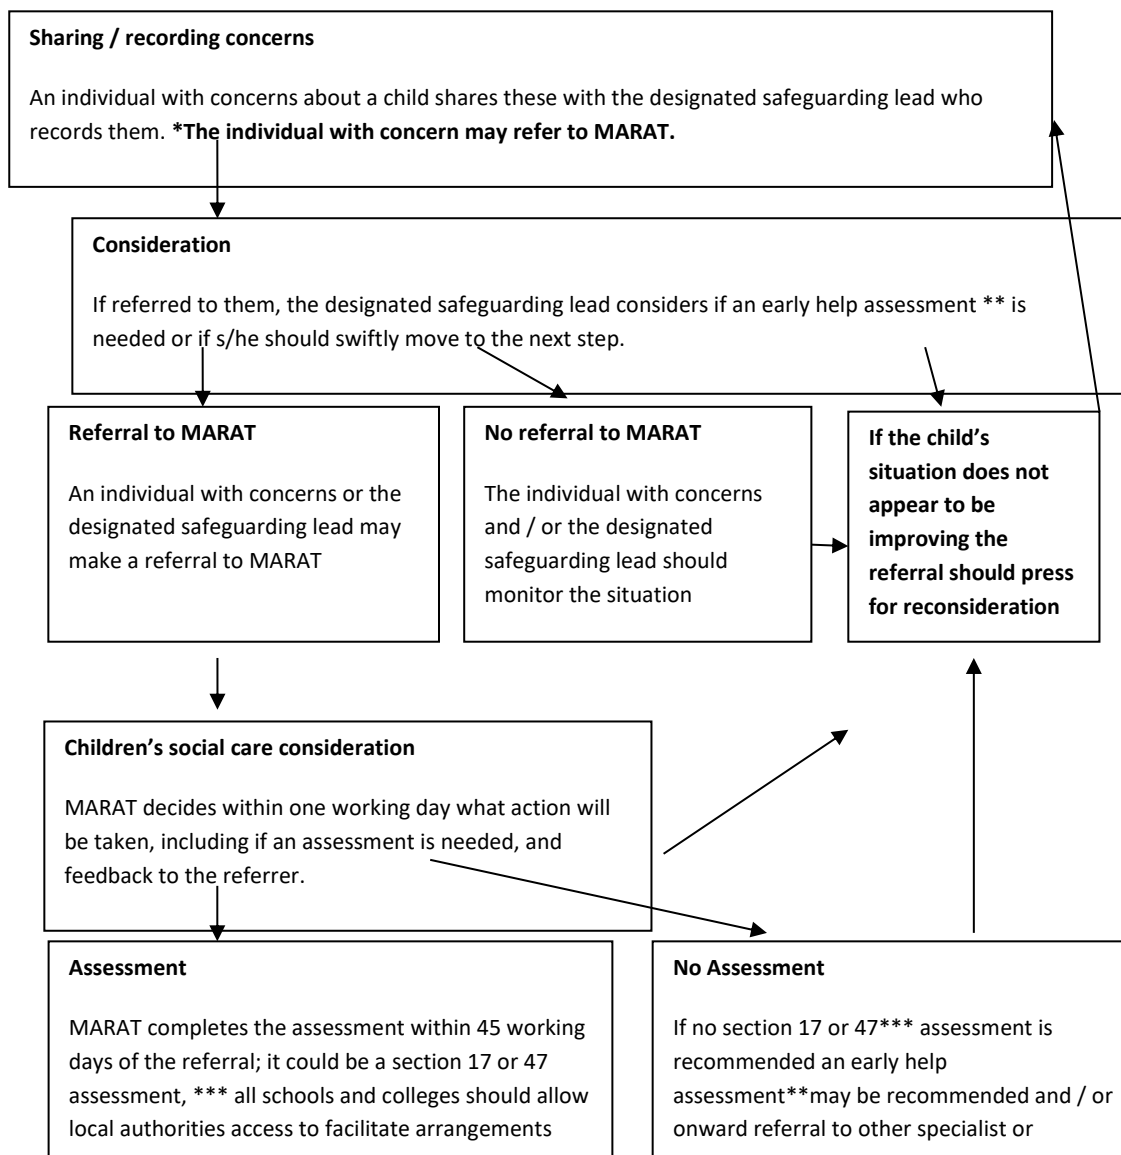 Sharing / recording concerns
An individual with concerns about a child shares these with the designated safeguarding lead who
records them. *The individual with concern may refer to MARAT.
Consideration
If referred to them, the designated safeguarding lead considers if an early help assessment ** is
needed or if s/he should swiftly move to the next step.
Referral to MARAT
An individual with concerns or the
designated safeguarding lead may
make a referral to MARAT
No referral to MARAT
The individual with concerns
and / or the designated
safeguarding lead should
monitor the situation
If the child’s
situation does not
appear to be
improving the
referral should press
for reconsideration
Children’s social care consideration
MARAT decides within one working day what action will
be taken, including if an assessment is needed, and
feedback to the referrer.
Assessment
MARAT completes the assessment within 45 working
days of the referral; it could be a section 17 or 47
assessment, *** all schools and colleges should allow
local authorities access to facilitate arrangements
No Assessment
If no section 17 or 47*** assessment is
recommended an early help
assessment**may be recommended and / or
onward referral to other specialist or